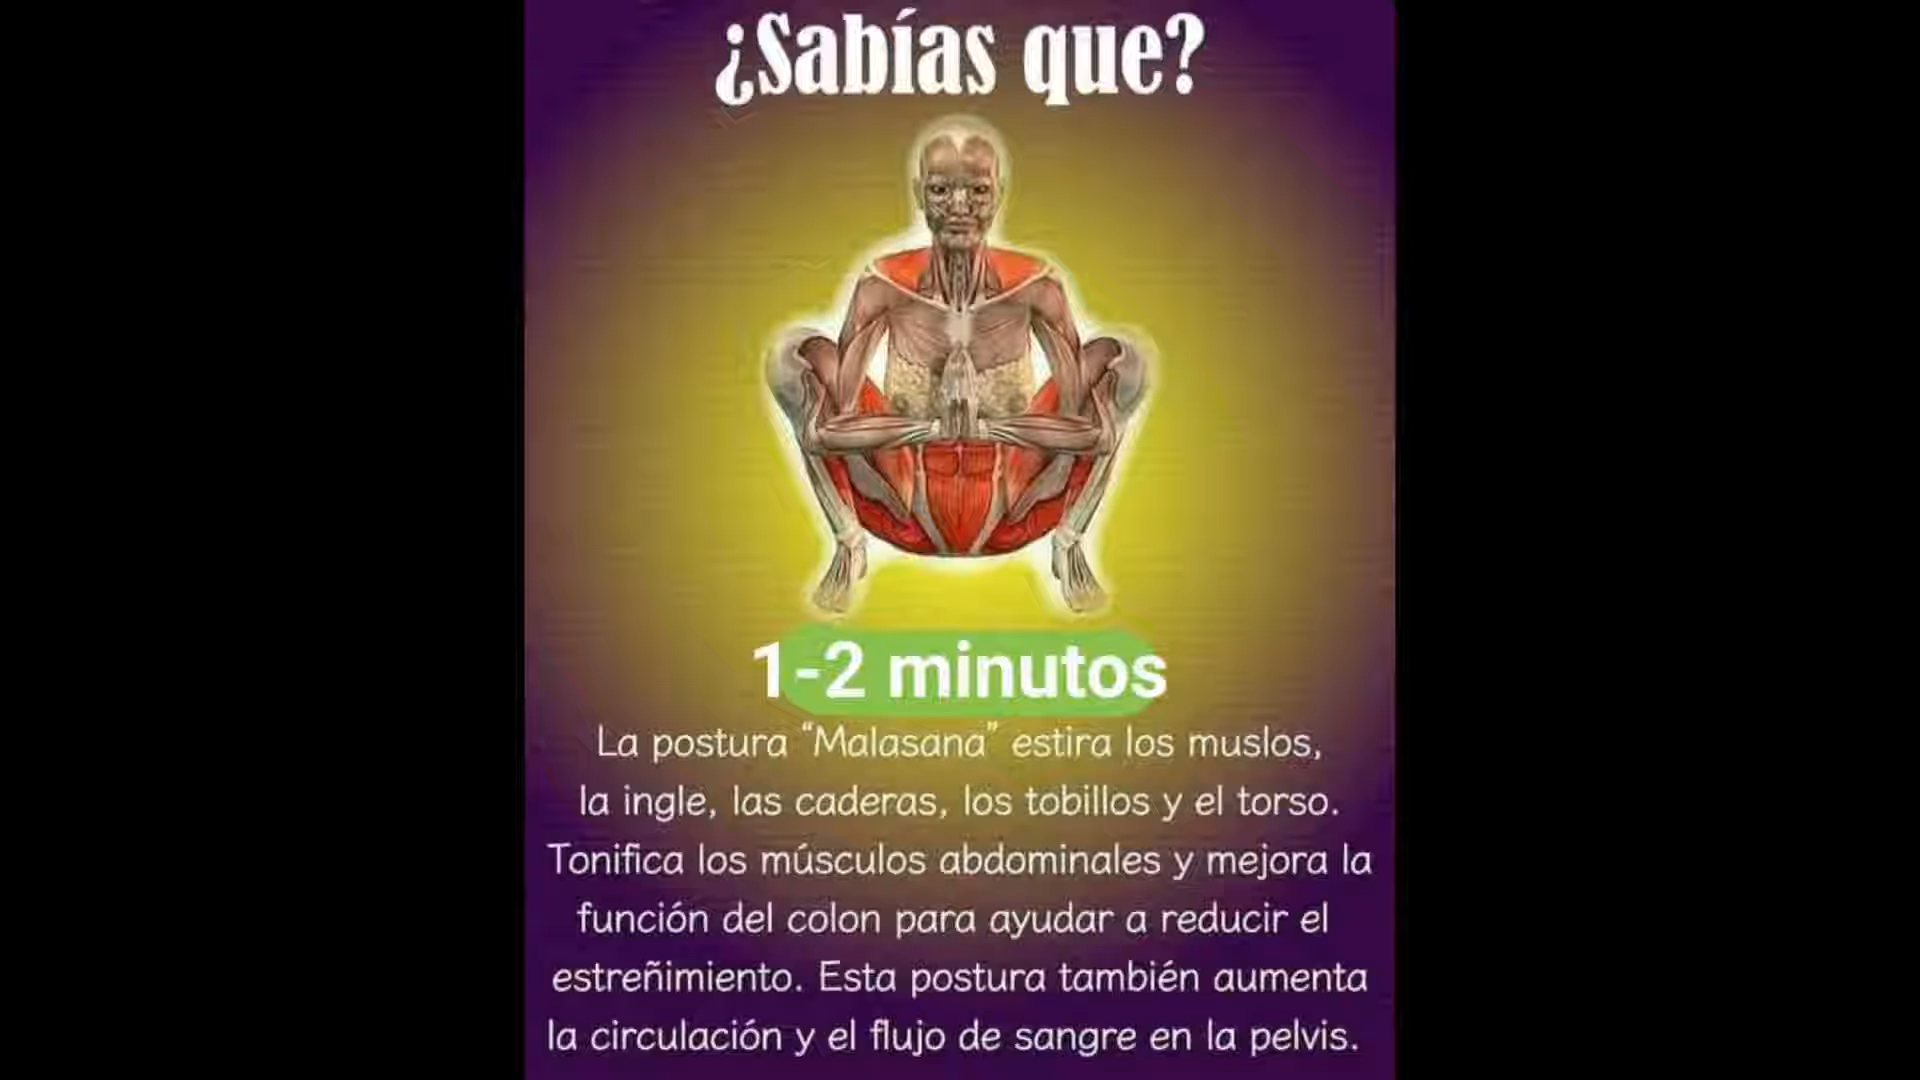 ¿Sabías que?
1-2 minutos
La postura “Malasana” estira los muslos,
la ingle, las caderas, los tobillos y el torso.
Tonifica los músculos abdominales y mejora la
función del colon para ayudar a reducir el
estreñimiento. Esta postura también aumenta
la circulación y el flujo de sangre en la pelvis.